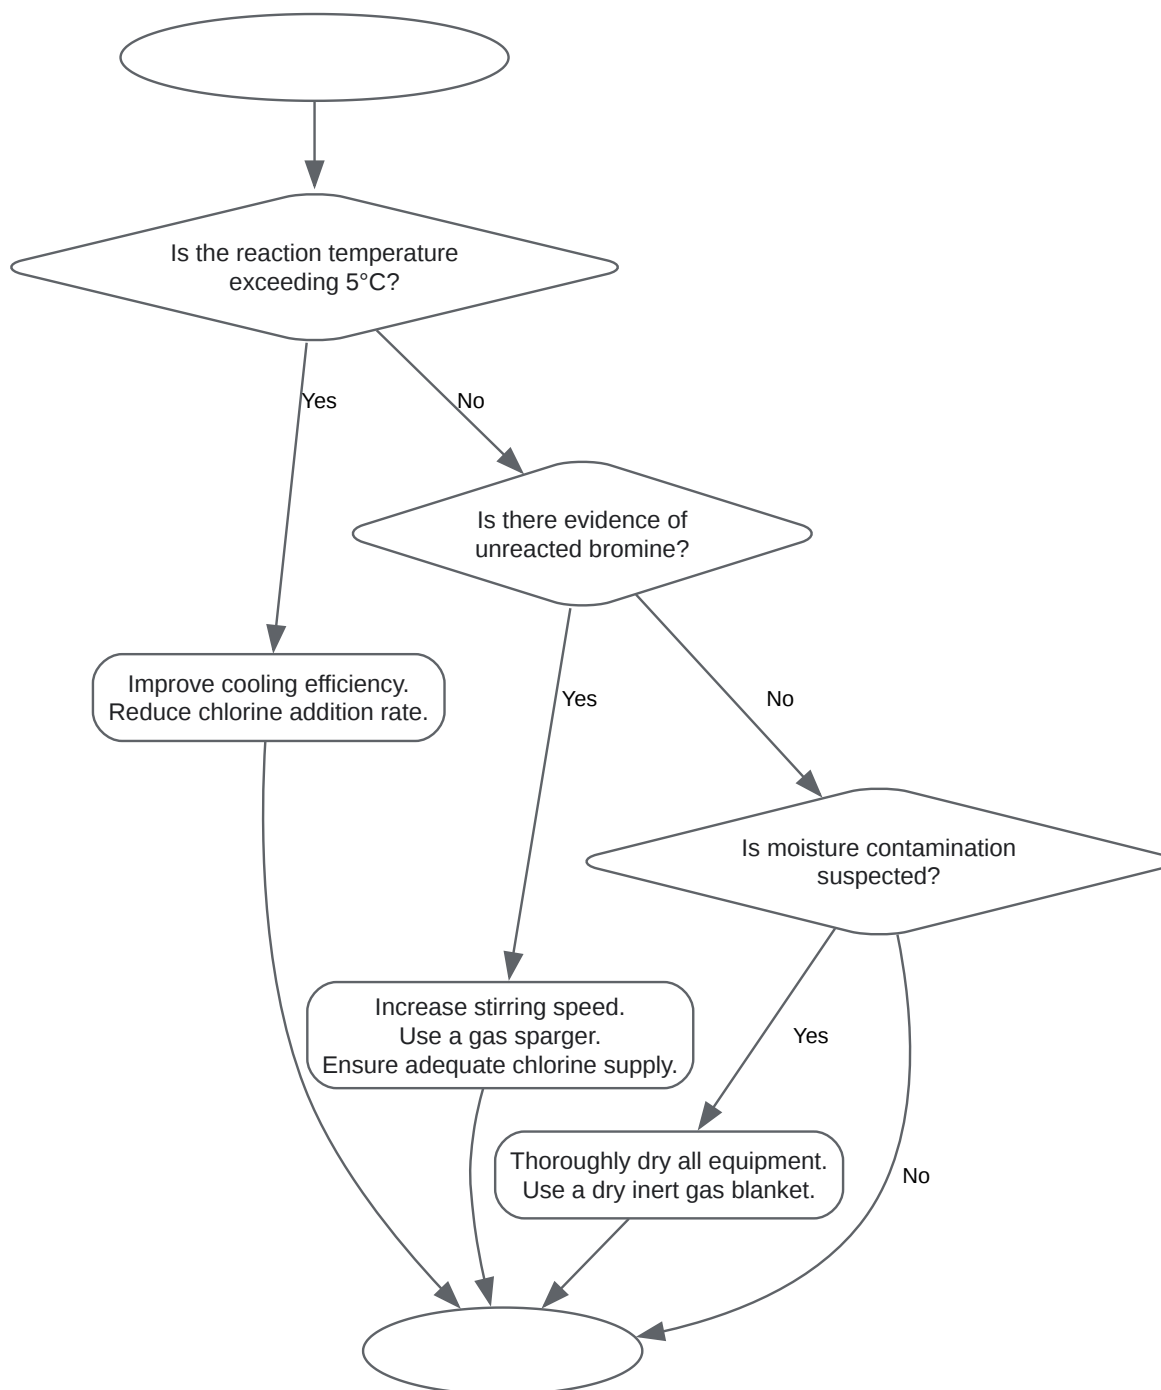 Is the reaction temperature
exceeding 5°C?
Yes
No
Is there evidence of
unreacted bromine?
Improve cooling efficiency.
Reduce chlorine addition rate.
Yes
No
Is moisture contamination
suspected?
Increase stirring speed.
Use a gas sparger.
Ensure adequate chlorine supply.
Yes
Thoroughly dry all equipment.
Use a dry inert gas blanket.
No